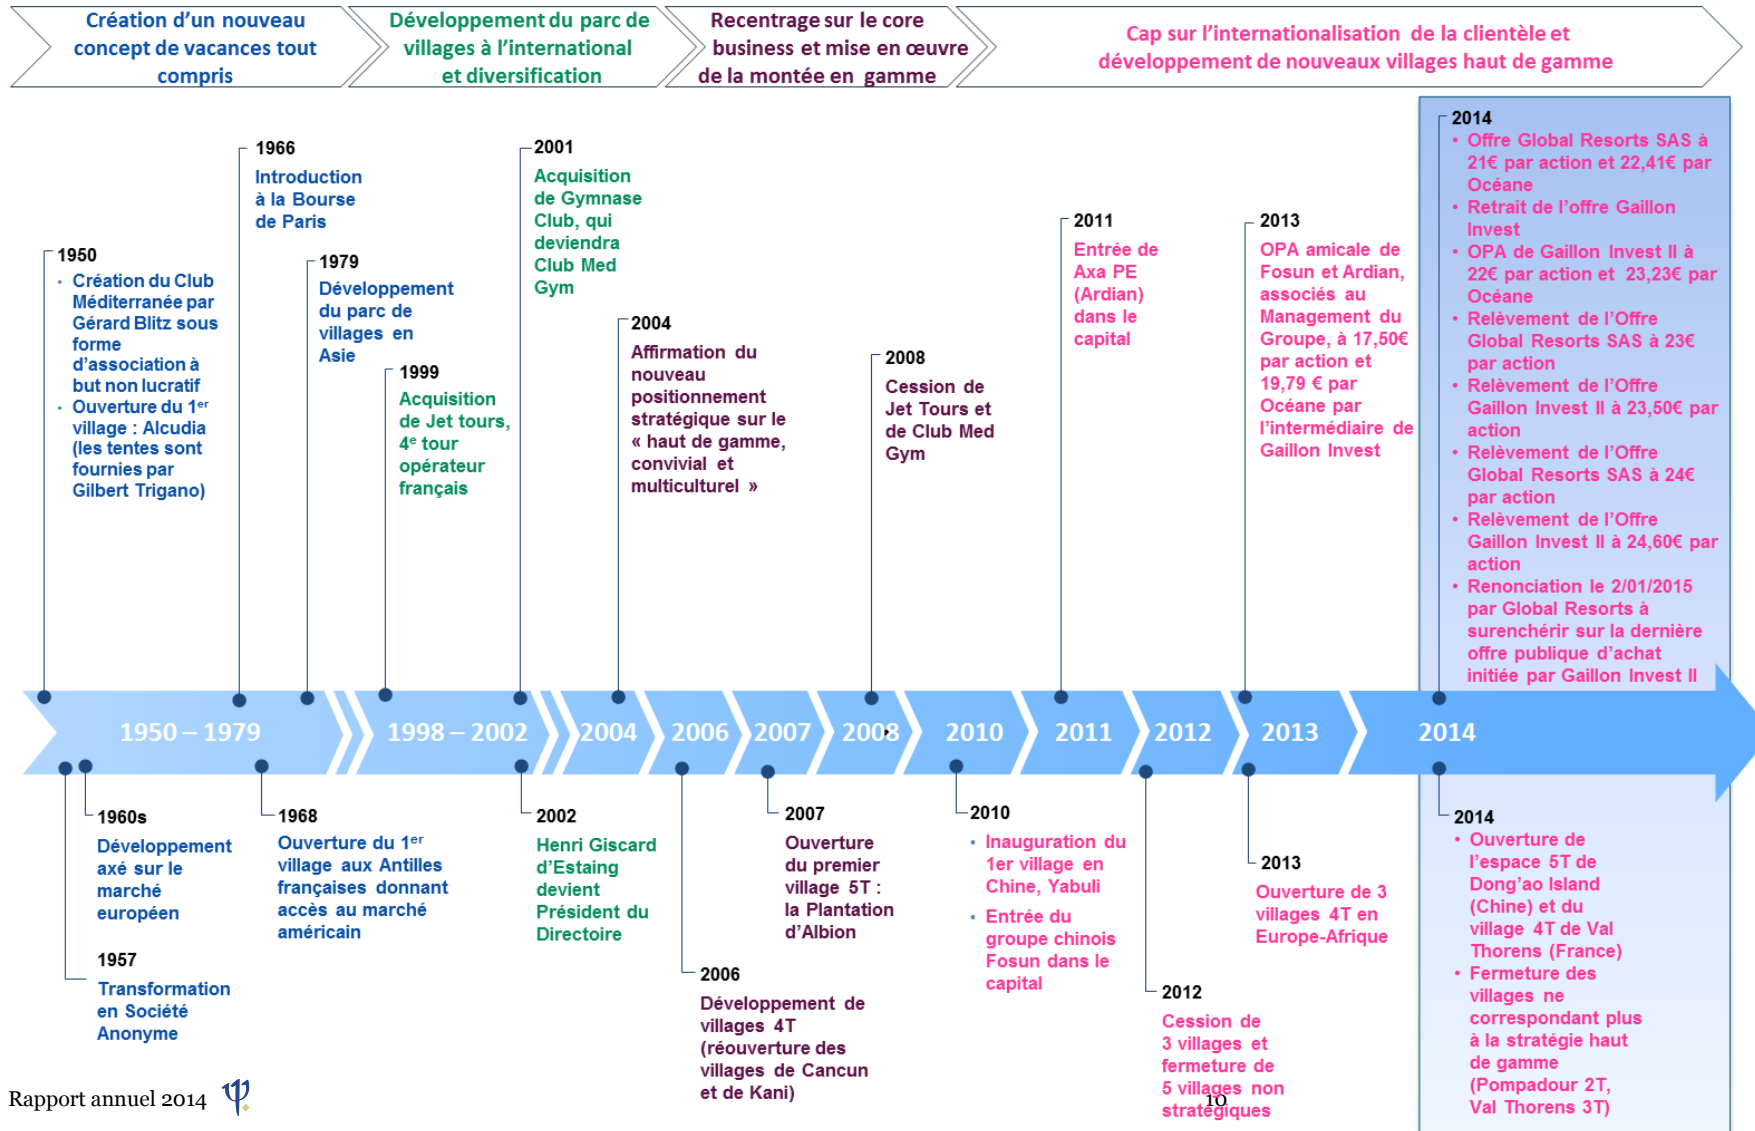 Création d'un nouveau
concept de vacances tout
compris
Développement du parc de
villages à l'international
et diversification
Recentrage sur le core
business et mise en œuvre
de la montée en gamme
Cap sur l'internationalisation de la clientèle et
développement de nouveaux villages haut de gamme
1950
• Création du Club
Méditerranée par
Gérard Blitz sous
forme
d'association à
but non lucratif
• Ouverture du 1er
village : Alcudia
(les tentes sont
fournies par
Gilbert Trigano)
1966
Introduction
à la Bourse
de Paris
1979
Développement
du parc de
villages en
Asie
1999
Acquisition
de Jet tours,
4e tour
opérateur
français
2001
Acquisition
de Gymnase
Club, qui
deviendra
Club Med
Gym
2004
Affirmation du
nouveau
positionnement
stratégique sur le
« haut de gamme,
convivial et
multiculturel »
2008
Cession de
Jet Tours et
de Club Med
Gym
2011
Entrée de
Axa PE
(Ardian)
dans le
capital
2013
OPA amicale de
Fosun et Ardian,
associés au
Management du
Groupe, à 17,50€
par action et
19,79 € par
Océane par
l'intermédiaire de
Gaillon Invest
2014
• Offre Global Resorts SAS à
21€ par action et 22,41€ par
Océane
• Retrait de l'offre Gaillon
Invest
• OPA de Gaillon Invest II à
22€ par action et 23,23€ par
Océane
• Relèvement de l'Offre
Global Resorts SAS à 23€
par action
• Relèvement de l'Offre
Gaillon Invest II à 23,50€ par
action
• Relèvement de l'Offre
Global Resorts SAS à 24€
par action
• Relèvement de l'Offre
Gaillon Invest II à 24,60€ par
action
• Renonciation le 2/01/2015
par Global Resorts à
surenchérir sur la dernière
offre publique d'achat
initiée par Gaillon Invest II
1950 – 1979
1998 – 2002
2004
2006
2007
2008
2010
2011
2012
2013
2014
1960s
Développement
axé sur le
marché
européen
1957
Transformation
en Société
Anonyme
1968
Ouverture du 1er
village aux Antilles
françaises donnant
accès au marché
américain
2002
Henri Giscard
d'Estaing
devient
Président du
Directoire
2006
Développement de
villages 4T
(réouverture des
villages de Cancun
et de Kani)
2007
Ouverture
du premier
village 5T :
la Plantation
d'Albion
2010
• Inauguration du
1er village en
Chine, Yabuli
• Entrée du
groupe chinois
Fosun dans le
capital
2012
Cession de
3 villages et
fermeture de
5 villages non
stratégiques
2013
Ouverture de 3
villages 4T en
Europe-Afrique
2014
• Ouverture de
l'espace 5T de
Dong'ao Island
(Chine) et du
village 4T de Val
Thorens (France)
• Fermeture des
villages ne
correspondant plus
à la stratégie haut
de gamme
(Pompadour 2T,
Val Thorens 3T)
Rapport annuel 2014
10